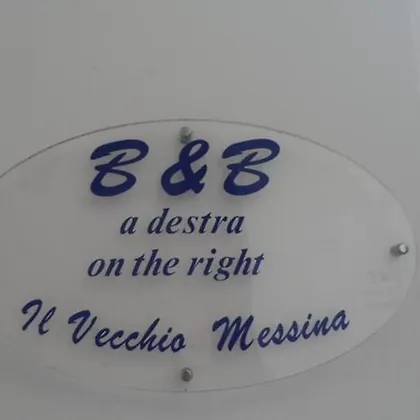 B & B
a destra
on the right
Il Vecchio Messina